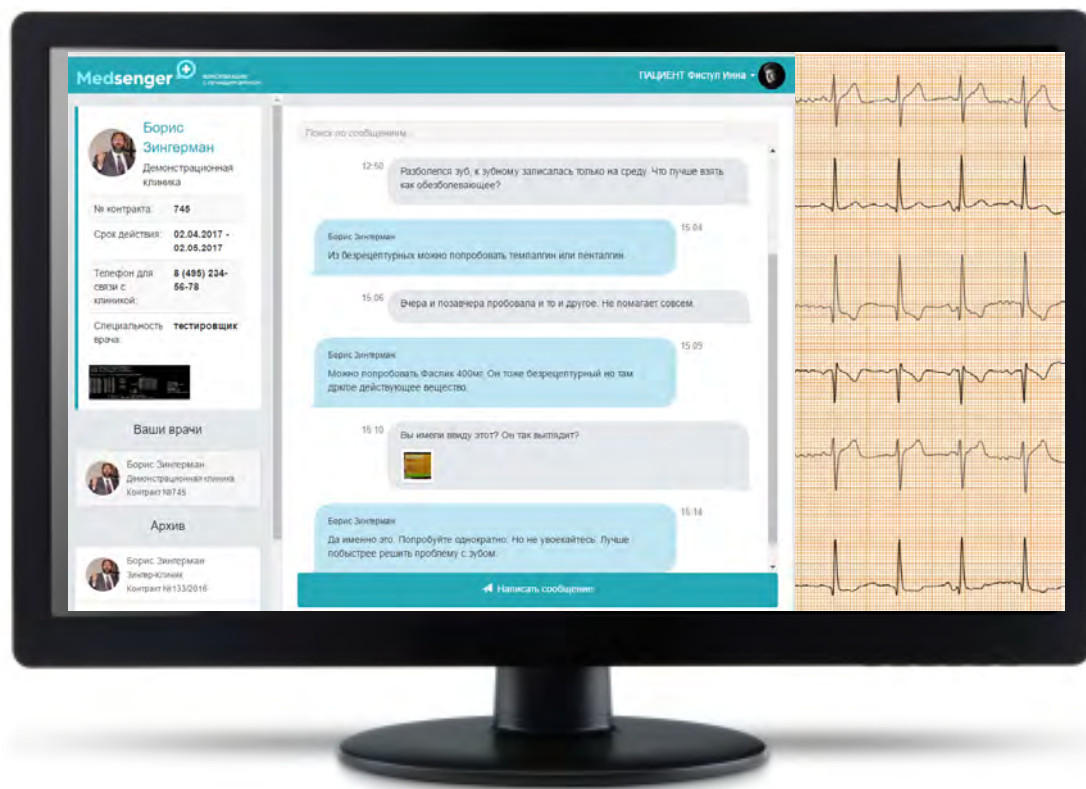 Medsenger
ПАЦИЕНТ Фистул Инна
Борис
Зингерман
Демонстрационная
клиника
№ контракта: 745
Срок действия: 02.04.2017 -
02.05.2017
Телефон для
связи с
клиникой:
8 (495) 234-
56-78
Специальность
врача:
тестировщик
Ваши врачи
Борис Зингерман
Демонстрационная клиника
Контракт №745
Архив
Борис Зингерман
Зингер-Клиник
Контракт №133/2016
Поиск по сообщениям...
12:50
Разболелся зуб, к зубному записалась только на среду. Что лучше взять
как обезболевающее?
15:04
Борис Зингерман
Из безрецептурных можно попробовать темпалгин или пенталгин.
15:06
Вчера и позавчера пробовала и то и другое. Не помагает совсем.
15:09
Борис Зингерман
Можно попробовать Фаспик 400мг. Он тоже безрецептурный но там
другое действующее вещество.
15:10
Вы имели ввиду этот? Он так выглядит?
15:14
Борис Зингерман
Да именно это. Попробуйте однократно. Но не увоекайтесь. Лучше
побыстрее решить проблему с зубом.
Написать сообщение